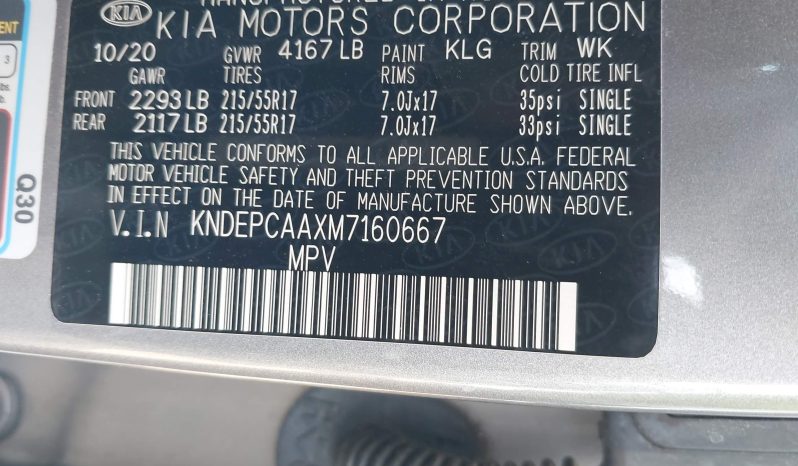 KIA
KIA MOTORS CORPORATION
10/20 GVWR 4167 LB PAINT KLG TRIM WK
GAWR TIRES RIMS COLD TIRE INFL
FRONT 2293 LB 215/55R17 7.0Jx17 35psi SINGLE
REAR 2117 LB 215/55R17 7.0Jx17 33psi SINGLE
THIS VEHICLE CONFORMS TO ALL APPLICABLE U.S.A. FEDERAL
MOTOR VEHICLE SAFETY AND THEFT PREVENTION STANDARDS
IN EFFECT ON THE DATE OF MANUFACTURE SHOWN ABOVE.
V.I.N KNDEPCAAXM7160667
MPV
3
Q30